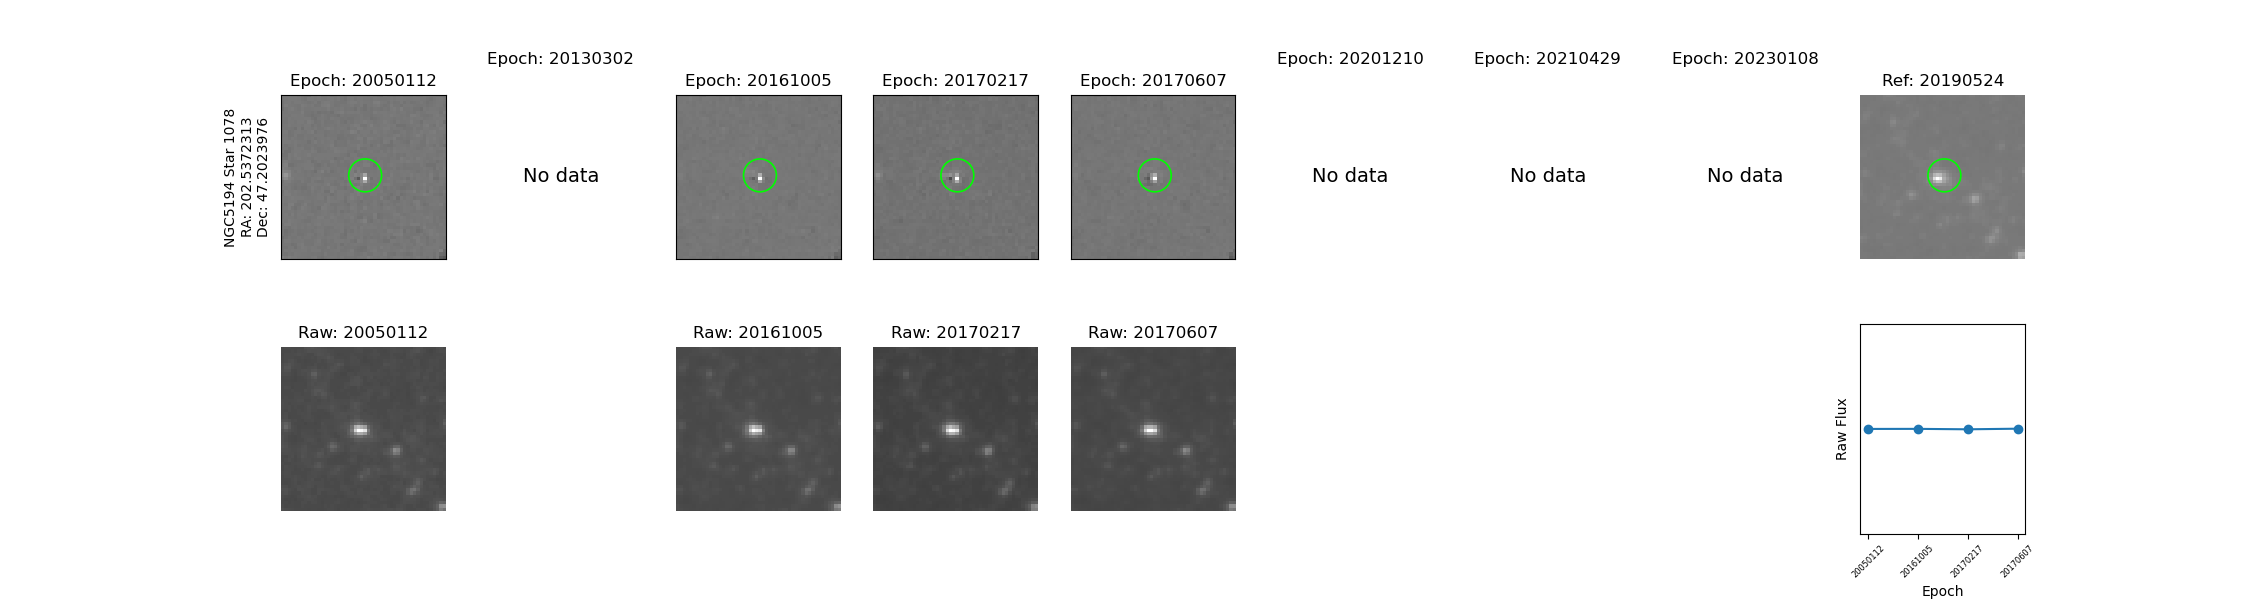 Epoch: 20050112
Epoch: 20130302
Epoch: 20161005
Epoch: 20170217
Epoch: 20170607
Epoch: 20201210
Epoch: 20210429
Epoch: 20230108
Ref: 20190524
NGC5194 Star 1078
RA: 202.5372313
Dec: 47.2023976
No data
No data
No data
No data
Raw: 20050112
Raw: 20161005
Raw: 20170217
Raw: 20170607
Raw Flux
20050112
20161005
20170217
20170607
Epoch